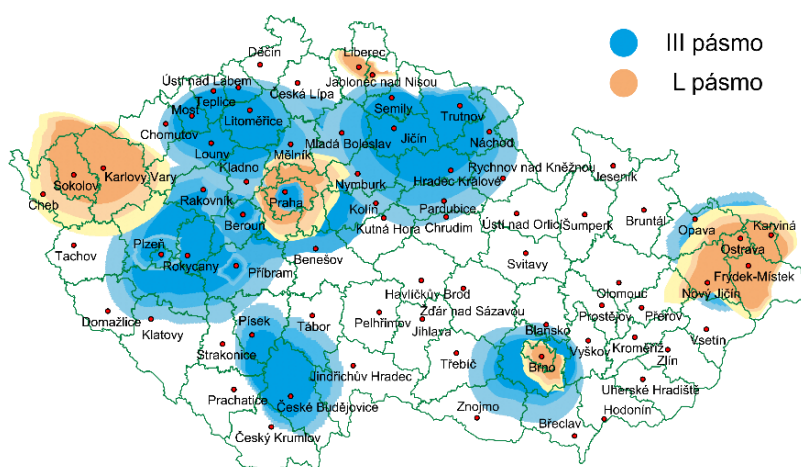 III pásmo
L pásmo
Děčín
Liberec
Ústí nad Labem
Jablonec nad Nisou
Teplice
Česká Lípa
Most
Semily
Trutnov
Litoměřice
Chomutov
Mladá Boleslav
Jičín
Náchod
Louny
Mělník
Karlovy Vary
Kladno
Rychnov nad Kněžnou
Jeseník
Sokolov
Nymburk
Hradec Králové
Cheb
Rakovník
Praha
Kolín
Pardubice
Bruntál
Opava
Karviná
Beroun
Kutná Hora
Chrudim
Ústí nad Orlicí
Šumperk
Ostrava
Tachov
Plzeň
Benešov
Svitavy
Frýdek-Místek
Rokycany
Příbram
Havlíčkův Brod
Olomouc
Nový Jičín
Domažlice
Klatovy
Písek
Tábor
Pelhřimov
Žďár nad Sázavou
Prostějov
Přerov
Jihlava
Blansko
Vsetín
Strakonice
Vyškov
Kroměříž
Jindřichův Hradec
Třebíč
Brno
Zlín
Prachatice
České Budějovice
Uherské Hradiště
Znojmo
Hodonín
Český Krumlov
Břeclav